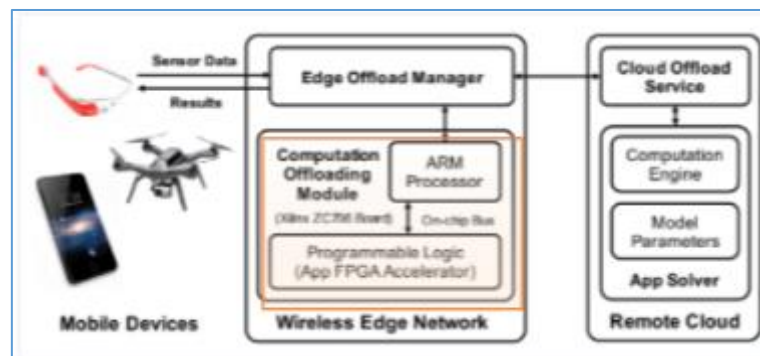 Sensor Data
Results
Mobile Devices
Edge Offload Manager
Computation
Offloading
Module
(Xilinx ZC706 Board)
ARM
Processor
On-chip Bus
Programmable Logic
(App FPGA Accelerator)
Wireless Edge Network
Cloud Offload
Service
Computation
Engine
Model
Parameters
App Solver
Remote Cloud